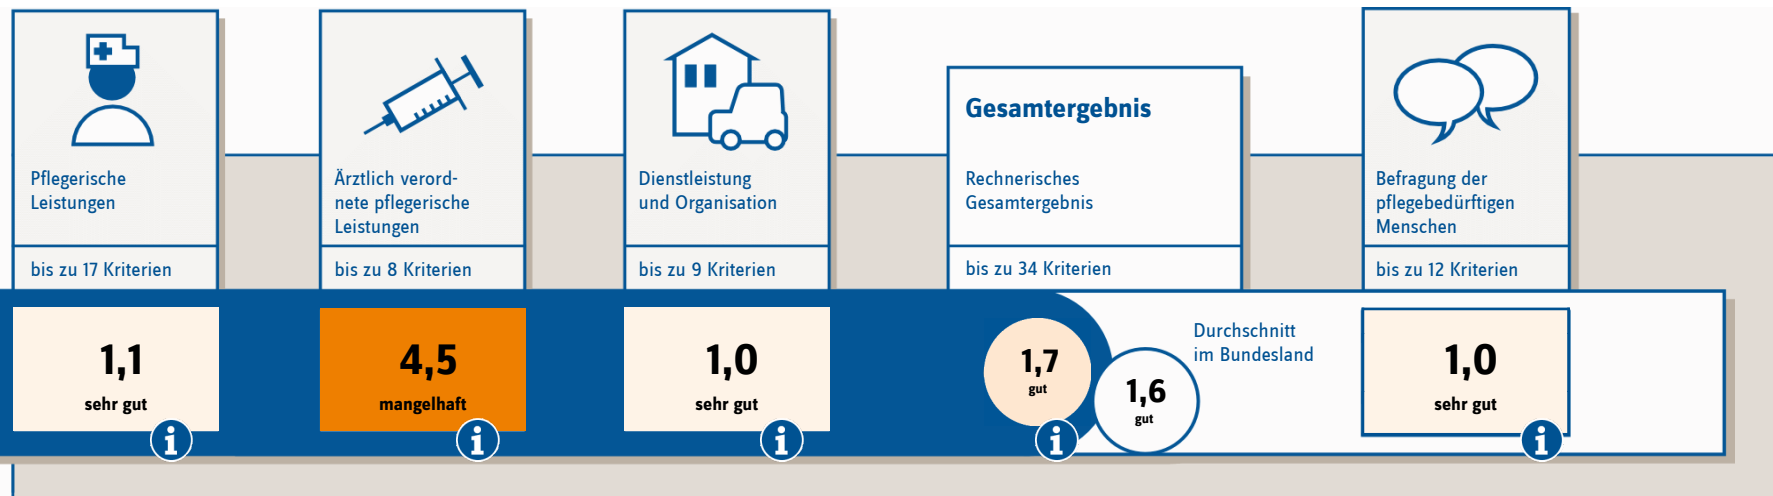 Pflegerische
Leistungen
bis zu 17 Kriterien
1,1
sehr gut
i
Ärztlich verord-
nete pflegerische
Leistungen
bis zu 8 Kriterien
4,5
mangelhaft
i
Dienstleistung
und Organisation
bis zu 9 Kriterien
1,0
sehr gut
i
Gesamtergebnis
Rechnerisches
Gesamtergebnis
bis zu 34 Kriterien
1,7
gut
i
1,6
gut
Durchschnitt
im Bundesland
Befragung der
pflegebedürftigen
Menschen
bis zu 12 Kriterien
1,0
sehr gut
i